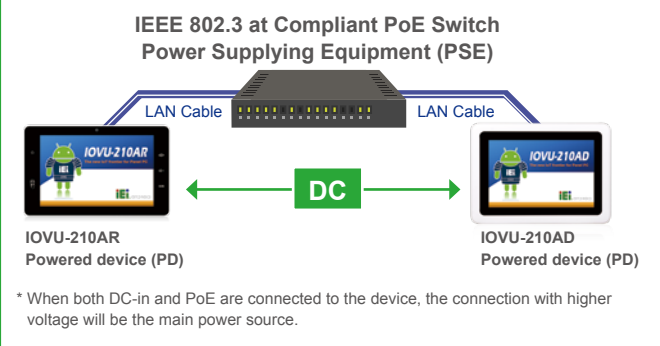 IEEE 802.3 at Compliant PoE Switch
Power Supplying Equipment (PSE)
LAN Cable
LAN Cable
IOVU-210AR
IOVU-210AD
DC
iEi
iEi
IOVU-210AR
Powered device (PD)
IOVU-210AD
Powered device (PD)
* When both DC-in and PoE are connected to the device, the connection with higher
voltage will be the main power source.